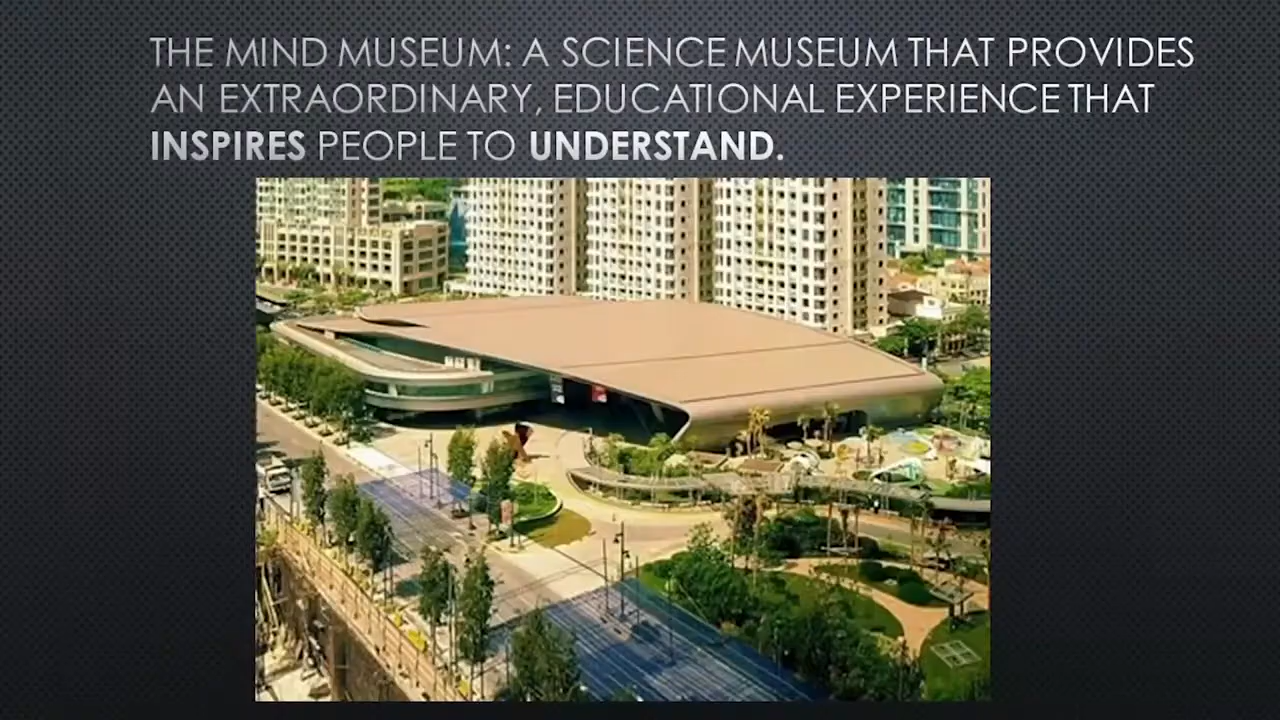 THE MIND MUSEUM: A SCIENCE MUSEUM THAT PROVIDES
AN EXTRAORDINARY, EDUCATIONAL EXPERIENCE THAT
INSPIRES PEOPLE TO UNDERSTAND.